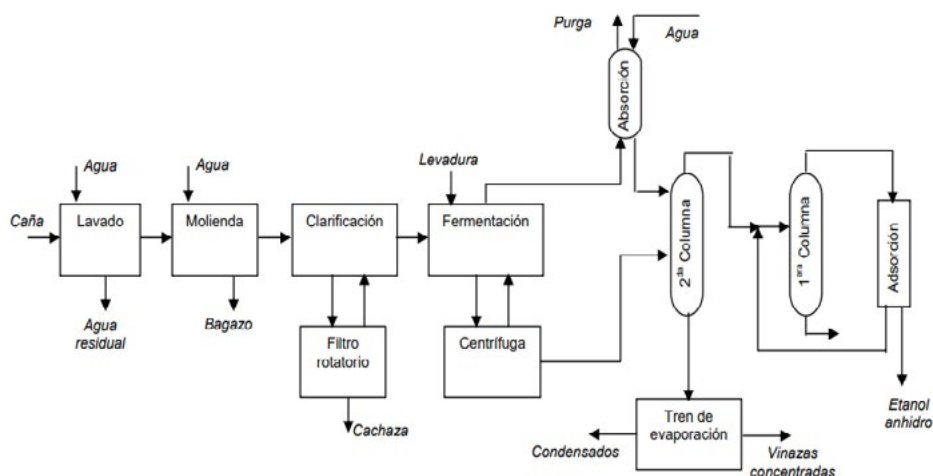 Purga
Agua
Absorción
Levadura
Agua
Agua
Caña
Lavado
Molienda
Clarificación
Fermentación
2da Columna
1era Columna
Adsorción
Agua
residual
Bagazo
Filtro
rotatorio
Centrífuga
Cachaza
Tren de
evaporación
Condensados
Vinazas
concentradas
Etanol
anhidro